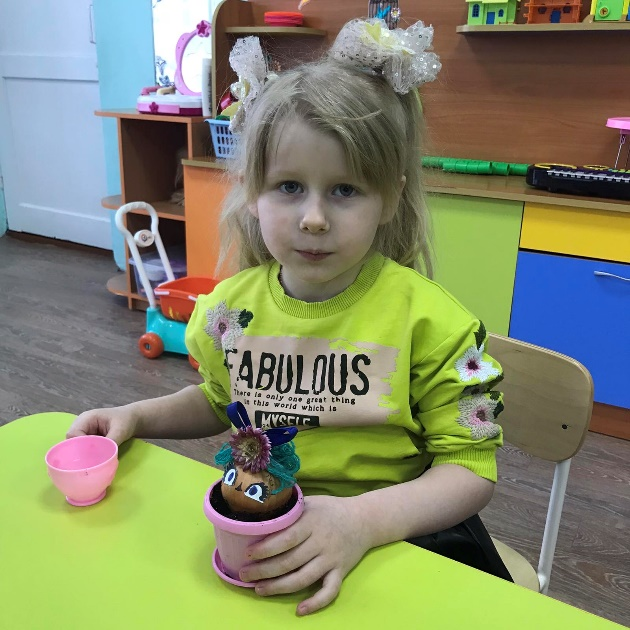 FABULOUS
There is only one great thing
in this world which is
MYSELF